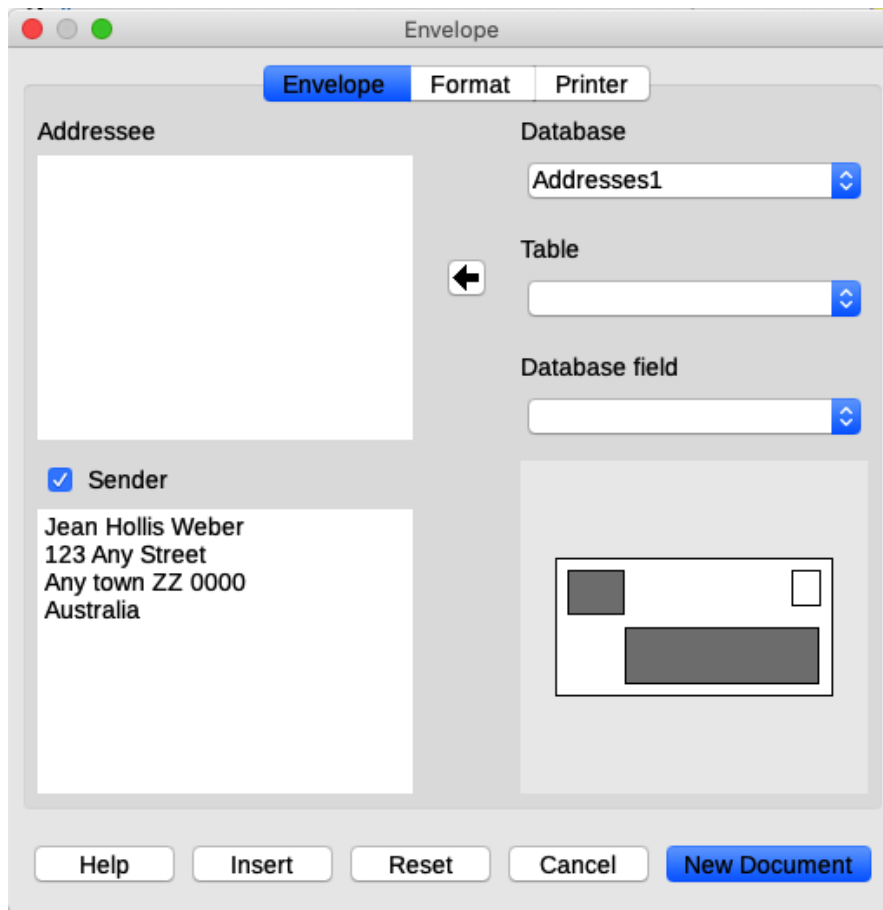 Envelope
Envelope Format Printer
Addressee
Database
Addresses1
Table
Database field
Sender
Jean Hollis Weber
123 Any Street
Any town ZZ 0000
Australia
Help Insert Reset Cancel New Document